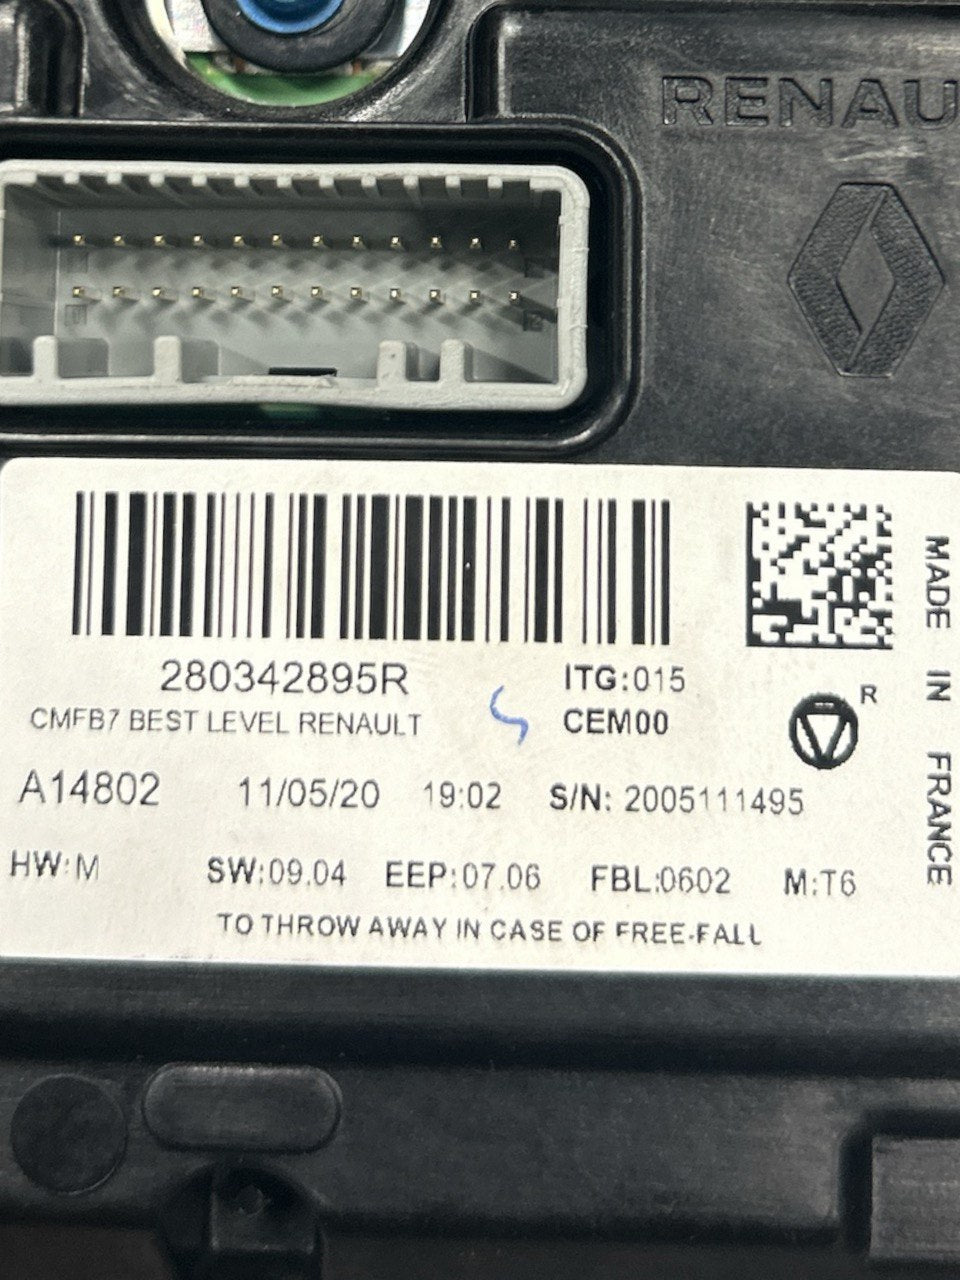 RENAU
280342895R
ITG:015
CMFB7 BEST LEVEL RENAULT
CEM00
R
A14802 11/05/20 19:02 S/N: 2005111495
HW:M SW:09.04 EEP:07.06 FBL:0602 M:T6
TO THROW AWAY IN CASE OF FREE-FALL
MADE IN FRANCE